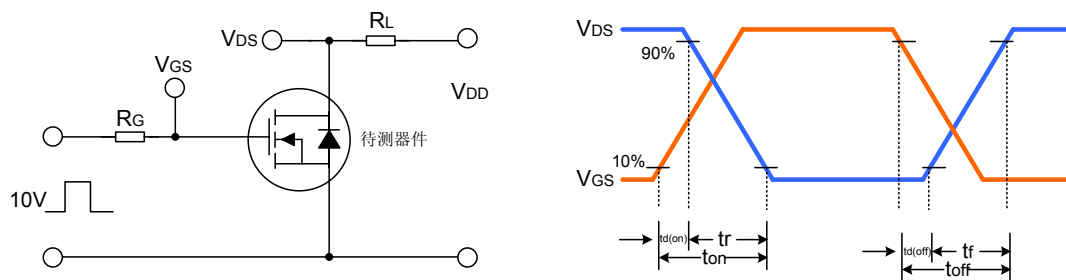 RL
VDS
VGS
VDD
RG
待测器件
10V
VDS
90%
10%
VGS
td(on)
tr
ton
td(off)
tf
toff